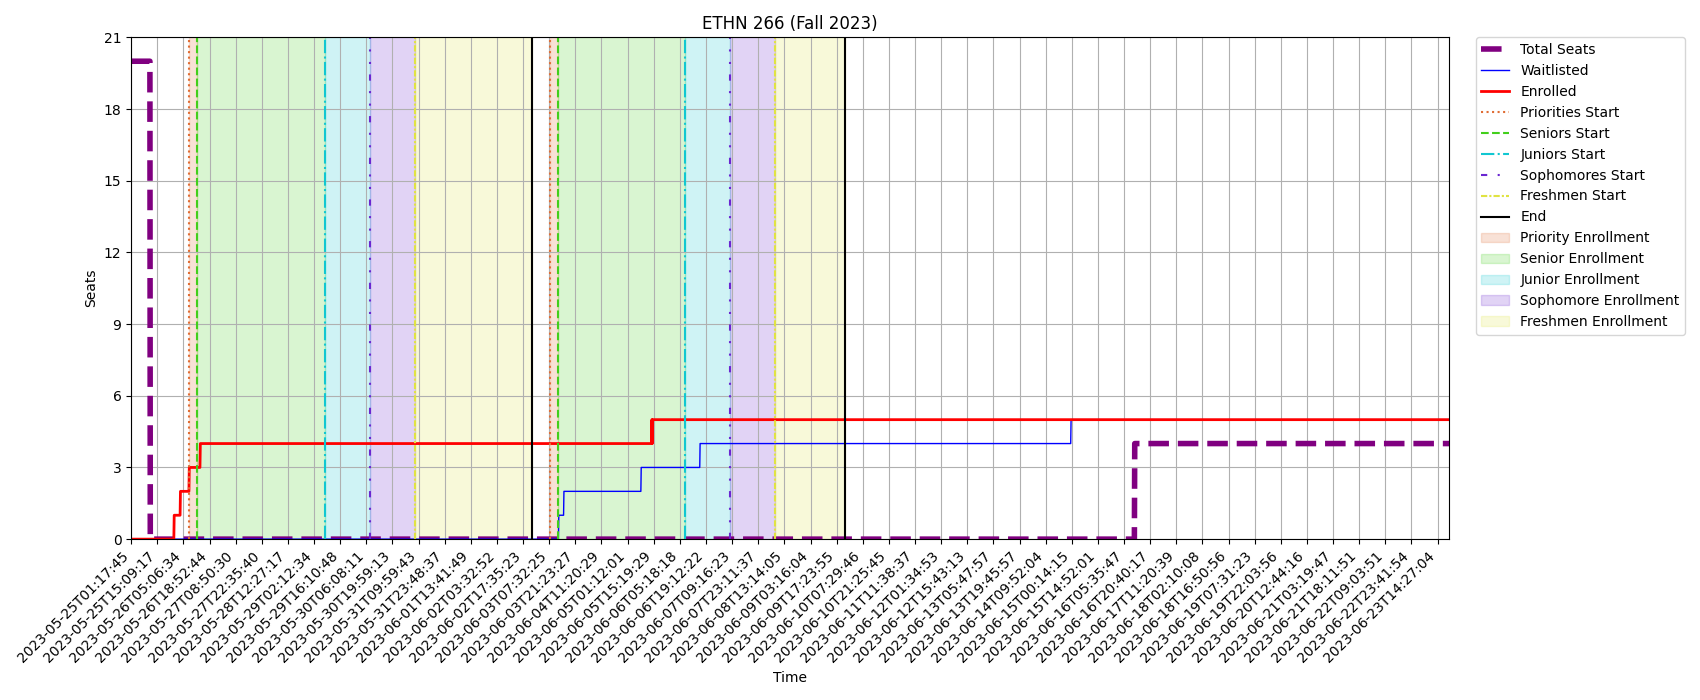 ETHN 266 (Fall 2023)
21
18
15
12
9
6
3
0
Seats
2023-05-25T01:17:45
2023-05-25T15:09:17
2023-05-26T05:06:34
2023-05-26T18:52:44
2023-05-27T08:50:30
2023-05-27T22:35:40
2023-05-28T12:27:17
2023-05-29T02:12:34
2023-05-29T16:10:48
2023-05-30T06:08:11
2023-05-30T19:59:13
2023-05-31T09:59:43
2023-05-31T23:48:37
2023-06-01T13:41:49
2023-06-02T03:32:52
2023-06-02T17:35:23
2023-06-03T07:32:25
2023-06-03T21:23:27
2023-06-04T11:20:29
2023-06-05T01:12:01
2023-06-05T15:19:29
2023-06-06T05:18:18
2023-06-06T19:12:22
2023-06-07T09:16:23
2023-06-07T23:11:37
2023-06-08T13:14:05
2023-06-09T03:16:04
2023-06-09T17:23:55
2023-06-10T07:29:46
2023-06-10T21:25:45
2023-06-11T11:38:37
2023-06-12T01:34:53
2023-06-12T15:43:13
2023-06-13T05:47:57
2023-06-13T19:45:57
2023-06-14T09:52:04
2023-06-15T00:14:15
2023-06-15T14:52:01
2023-06-16T05:35:47
2023-06-16T20:40:17
2023-06-17T11:20:39
2023-06-18T02:10:08
2023-06-18T16:50:56
2023-06-19T07:31:23
2023-06-19T22:03:56
2023-06-20T12:44:16
2023-06-21T03:19:47
2023-06-21T18:11:51
2023-06-22T09:03:51
2023-06-22T23:41:54
2023-06-23T14:27:04
Time
Total Seats
Waitlisted
Enrolled
Priorities Start
Seniors Start
Juniors Start
Sophomores Start
Freshmen Start
End
Priority Enrollment
Senior Enrollment
Junior Enrollment
Sophomore Enrollment
Freshmen Enrollment